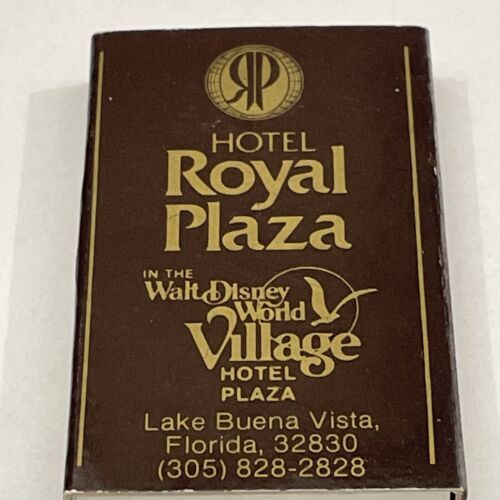 RP
HOTEL
Royal
Plaza
IN THE
Walt Disney
World
Village
HOTEL
PLAZA
Lake Buena Vista,
Florida, 32830
(305) 828-2828